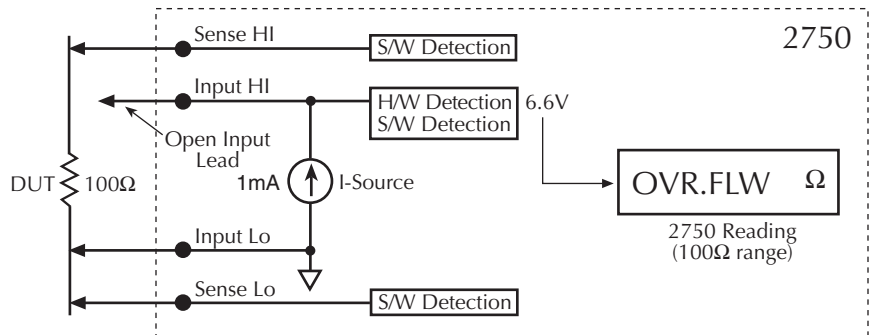 Sense HI
S/W Detection
2750
Input HI
H/W Detection
S/W Detection
6.6V
Open Input
Lead
DUT
100Ω
1mA
I-Source
OVR.FLW Ω
2750 Reading
(100Ω range)
Input Lo
Sense Lo
S/W Detection